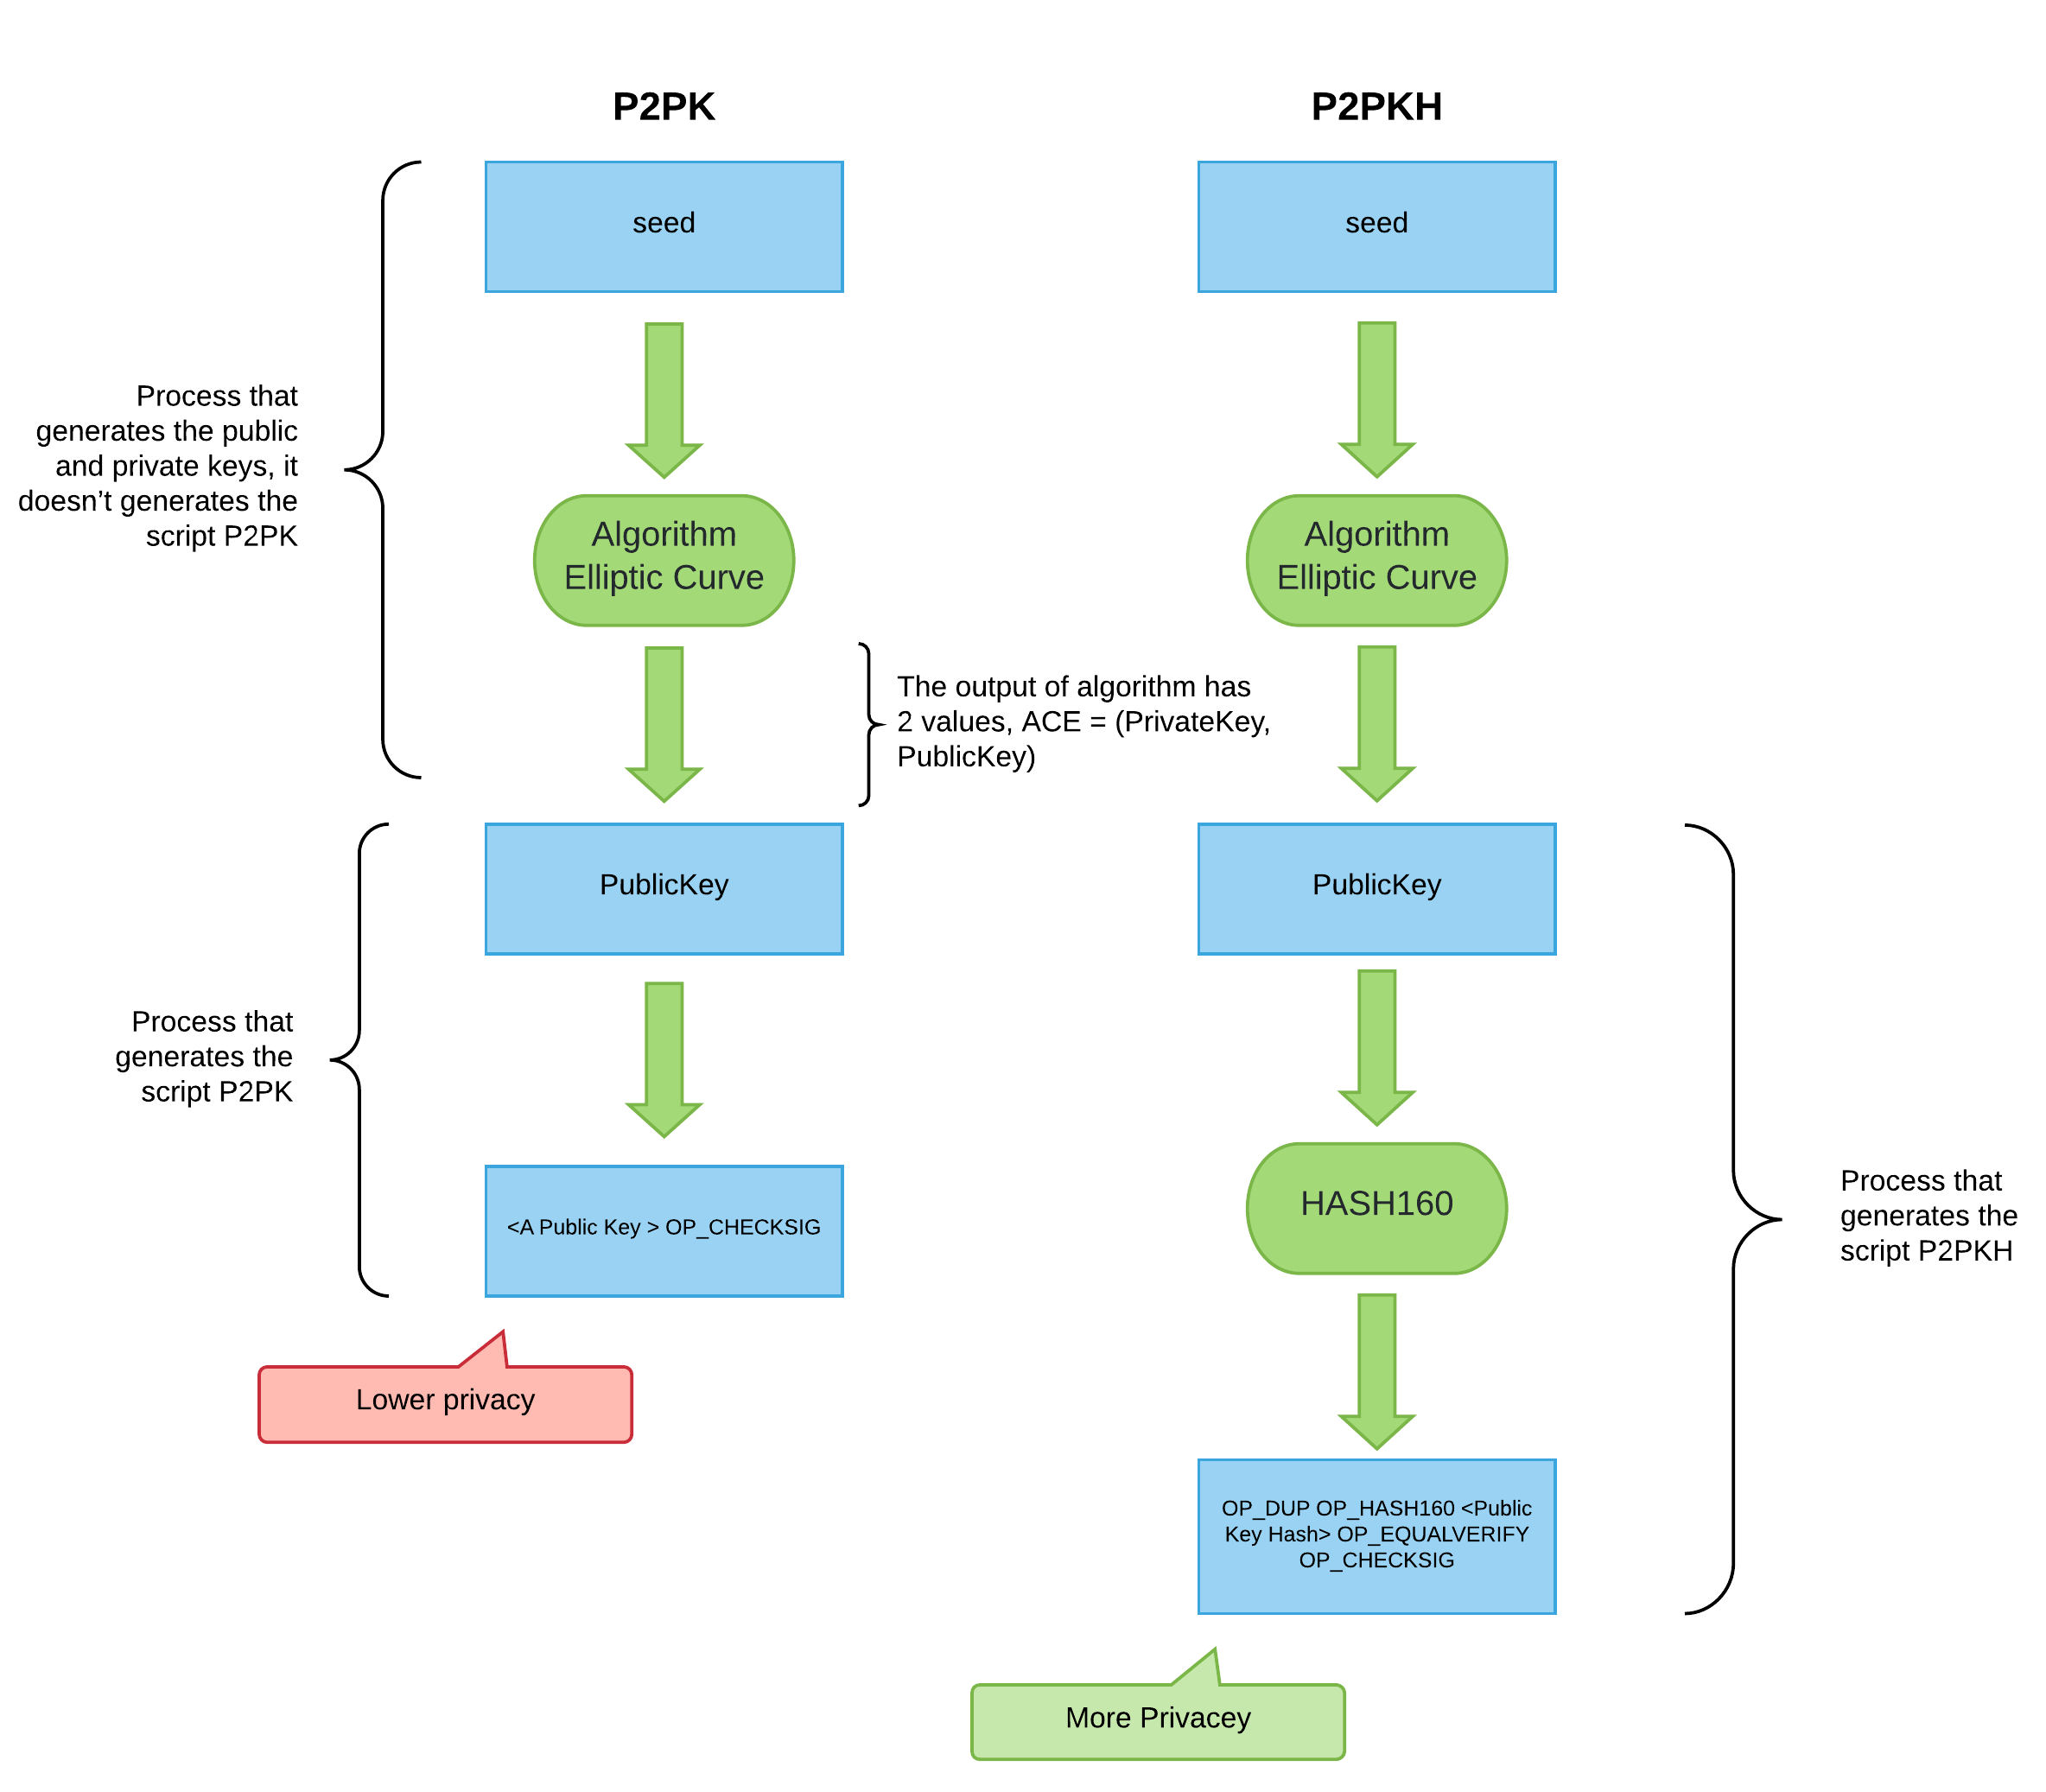 P2PK
P2PKH
seed
seed
Process that
generates the public
and private keys, it
doesn’t generates the
script P2PK
Algorithm
Elliptic Curve
Algorithm
Elliptic Curve
The output of algorithm has
2 values, ACE = (PrivateKey,
PublicKey)
PublicKey
PublicKey
Process that
generates the
script P2PK
<A Public Key > OP_CHECKSIG
HASH160
Process that
generates the
script P2PKH
Lower privacy
OP_DUP OP_HASH160 <Public
Key Hash> OP_EQUALVERIFY
OP_CHECKSIG
More Privacey